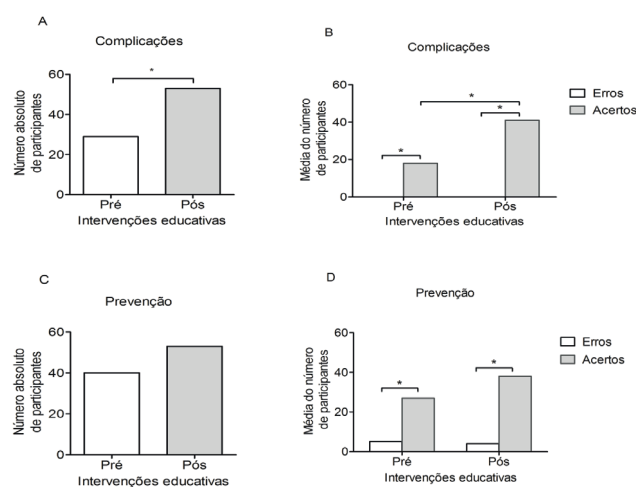 A
Complicações
Número absoluto
de participantes
60
40
20
0
*
Pré
Pós
Intervenções educativas
B
Complicações
Média do número
de participantes
60
40
20
0
*
*
*
Pré
Pós
Intervenções educativas
Erros
Acertos
C
Prevenção
Número absoluto
de participantes
60
40
20
0
Pré
Pós
Intervenções educativas
D
Prevenção
Média do número
de participantes
60
40
20
0
*
*
Pré
Pós
Intervenções educativas
Erros
Acertos